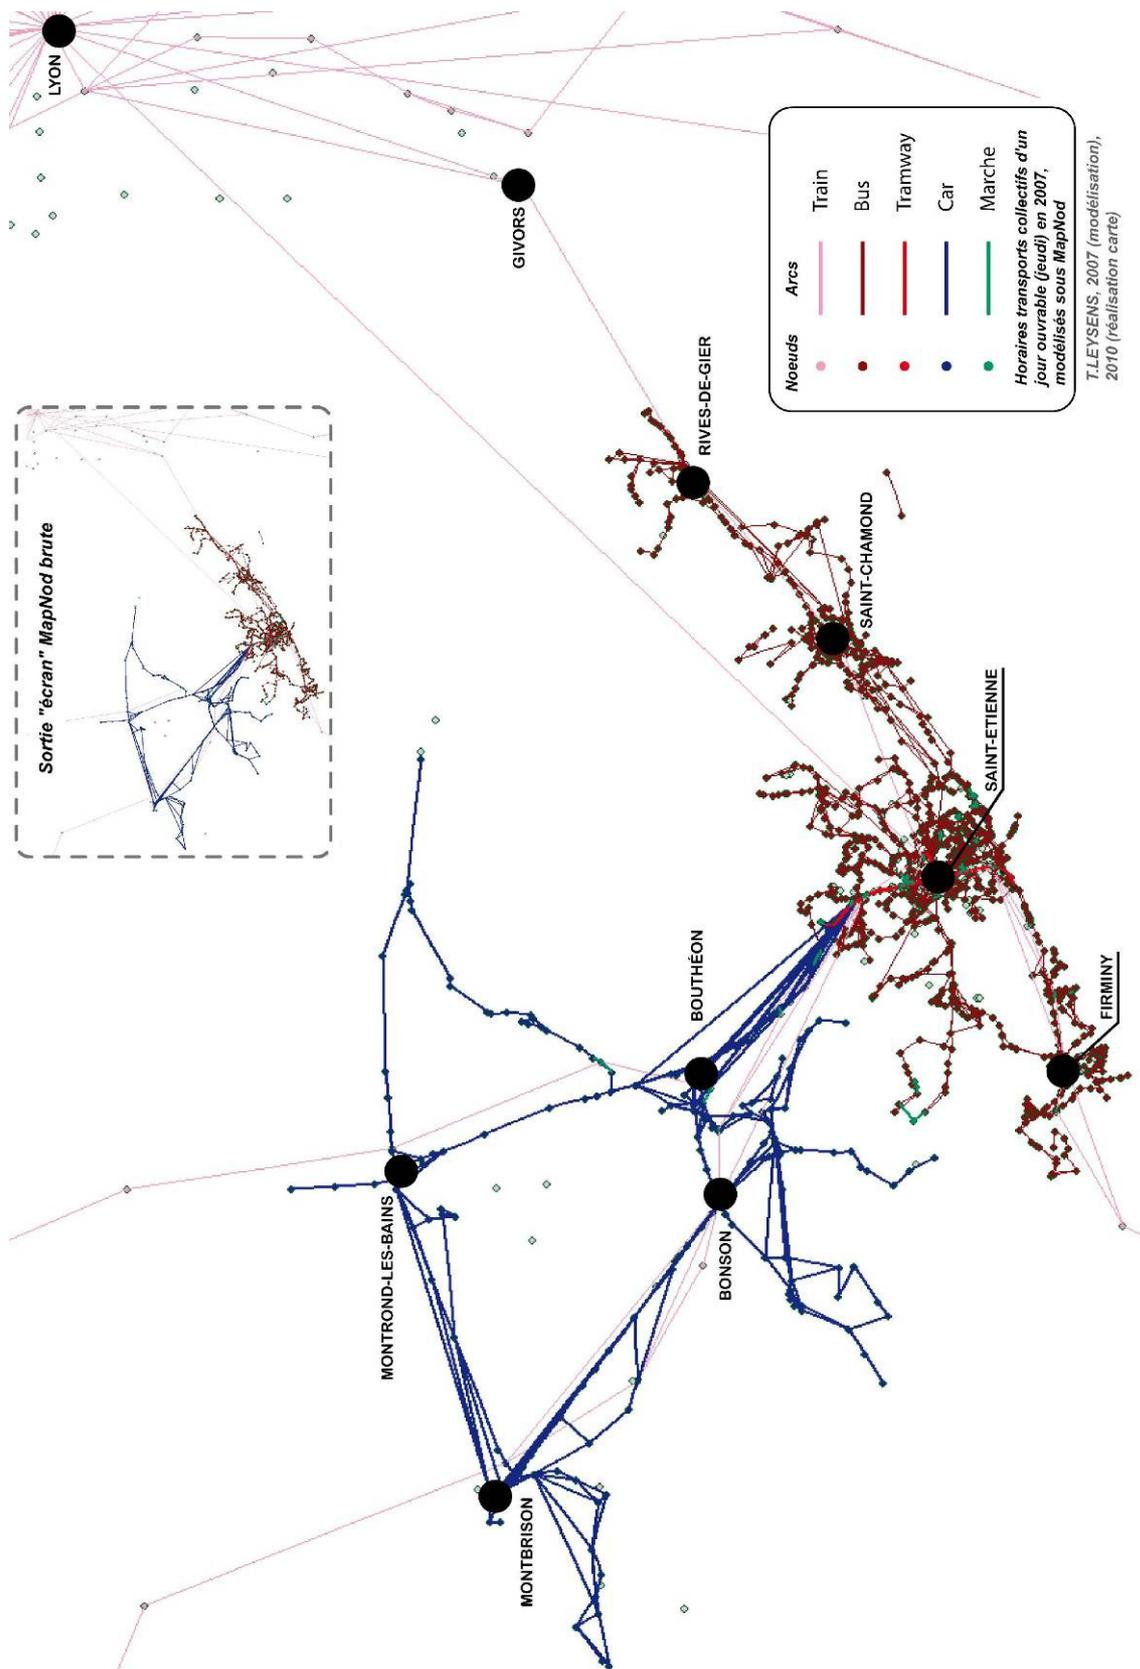 Sortie "écran" MapNod brute
LYON
GIVORS
RIVES-DE-GIER
SAINT-CHAMOND
SAINT-ETIENNE
FIRMINY
BOUTHÉON
BONSON
MONTROND-LES-BAINS
MONTBRISON
Noeuds Arcs
Train
Bus
Tramway
Car
Marche
Horaires transports collectifs d'un
jour ouvrable (jeudi) en 2007,
modélisés sous MapNod
T.LEYSENS, 2007 (modélisation),
2010 (réalisation carte)